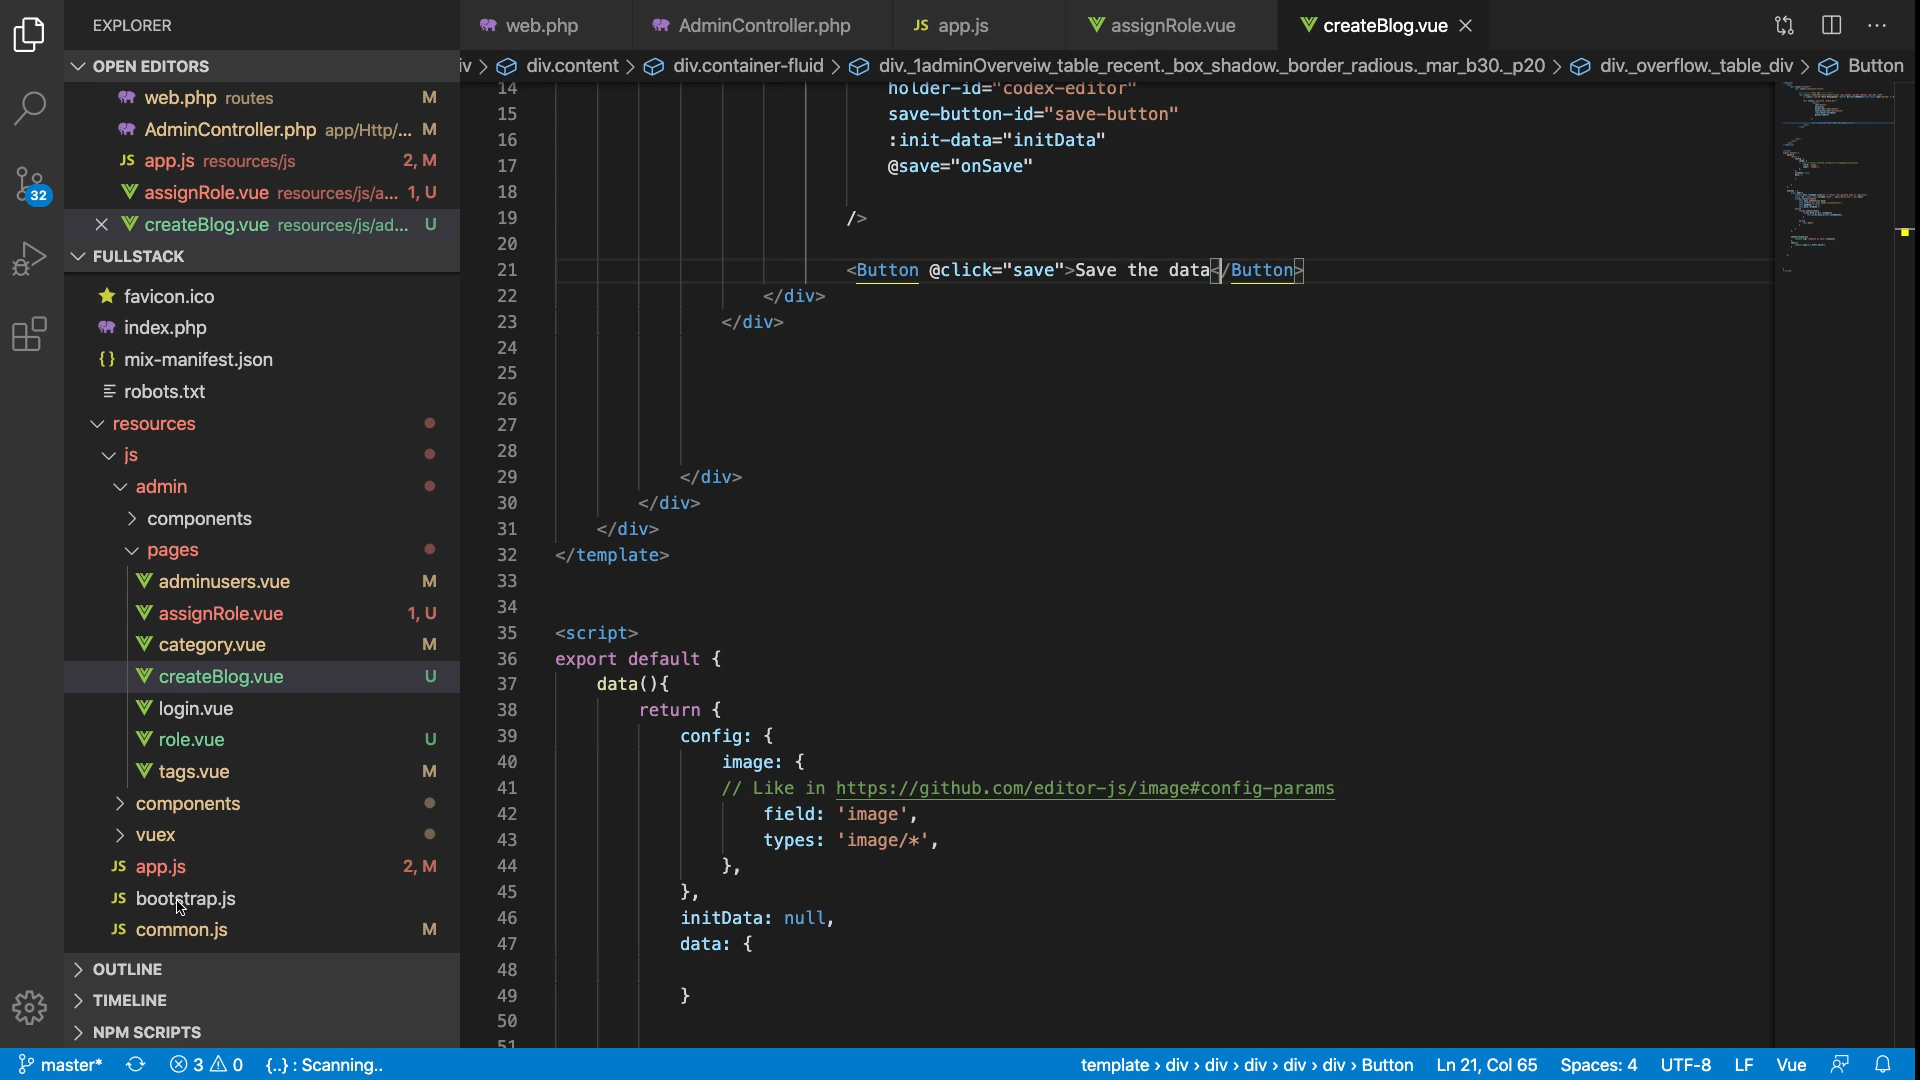 EXPLORER
web.php
AdminController.php
JS app.js
assignRole.vue
createBlog.vue
OPEN EDITORS
iv > div.content > div.container-fluid > div._1adminOverveiw_table_recent._box_shadow._border_radious._mar_b30._p20 > div._overflow._table_div > Button
web.php routes M
AdminController.php app/Http/... M
JS app.js resources/js 2, M
assignRole.vue resources/js/a... 1, U
createBlog.vue resources/js/ad... U
FULLSTACK
favicon.ico
index.php
{} mix-manifest.json
robots.txt
resources
js
admin
components
pages
adminusers.vue M
assignRole.vue 1, U
category.vue M
createBlog.vue U
login.vue
role.vue U
tags.vue M
components
vuex
JS app.js 2, M
JS bootstrap.js
JS common.js M
OUTLINE
TIMELINE
NPM SCRIPTS
32
14 holder-id="codex-editor"
15 save-button-id="save-button"
16 :init-data="initData"
17 @save="onSave"
18
19 />
20
21 <Button @click="save">Save the data</Button>
22 </div>
23 </div>
24
25
26
27
28
29 </div>
30 </div>
31 </div>
32 </template>
33
34
35 <script>
36 export default {
37 data(){
38 return {
39 config: {
40 image: {
41 // Like in https://github.com/editor-js/image#config-params
42 field: 'image',
43 types: 'image/*',
44 },
45 },
46 initData: null,
47 data: {
48
49 }
50
51
master* 3 0 {..} : Scanning..
template > div > div > div > div > div > Button Ln 21, Col 65 Spaces: 4 UTF-8 LF Vue